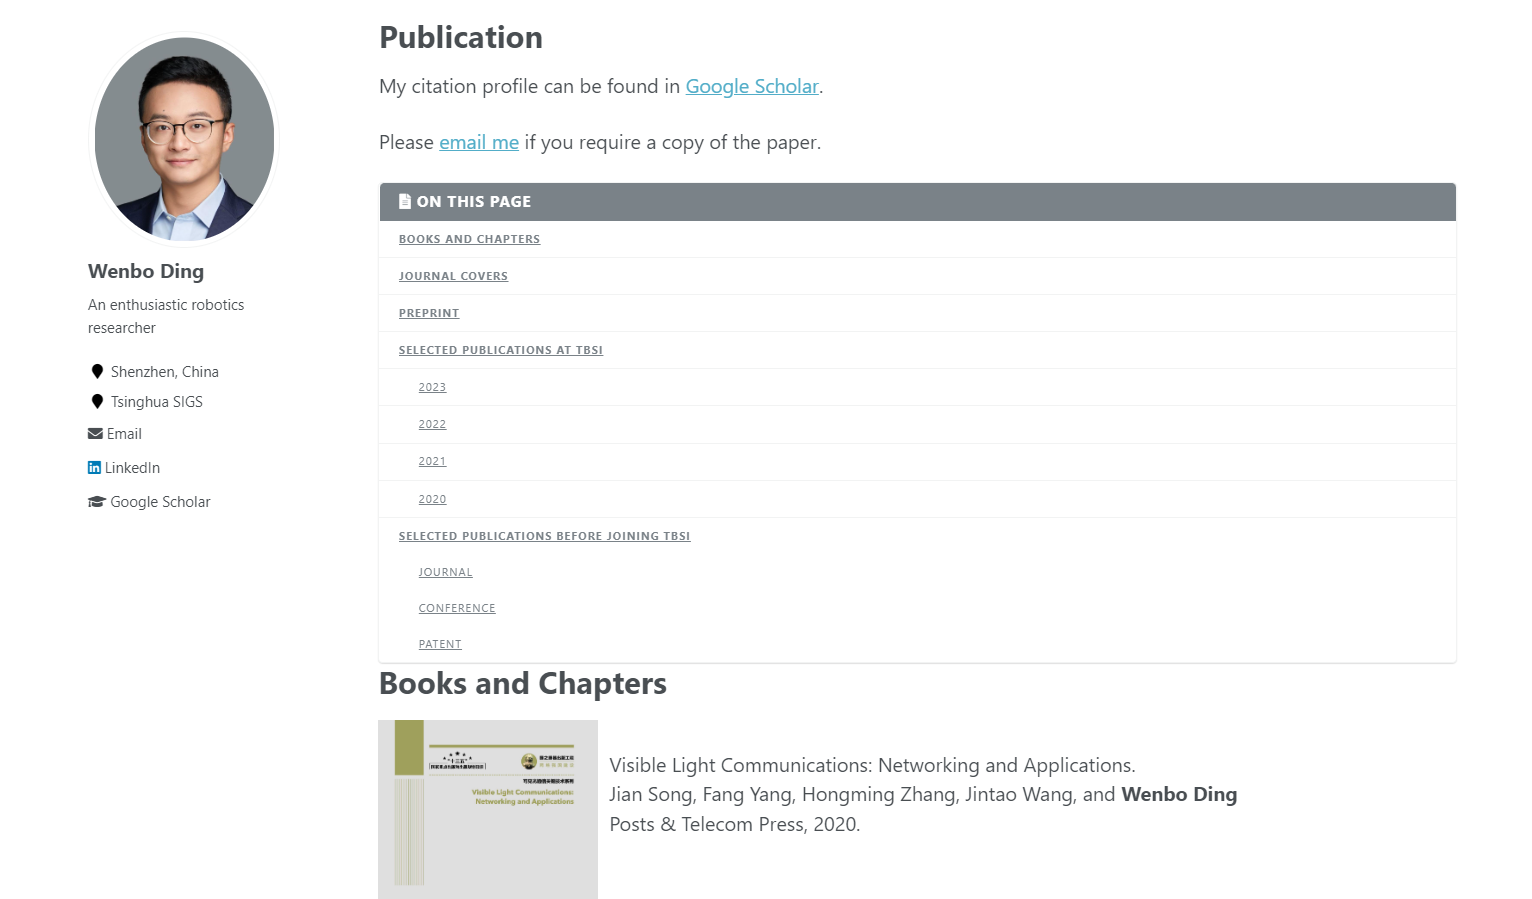 Publication
My citation profile can be found in Google Scholar.
Please email me if you require a copy of the paper.
ON THIS PAGE
BOOKS AND CHAPTERS
JOURNAL COVERS
PREPRINT
SELECTED PUBLICATIONS AT TBSI
2023
2022
2021
2020
SELECTED PUBLICATIONS BEFORE JOINING TBSI
JOURNAL
CONFERENCE
PATENT
Wenbo Ding
An enthusiastic robotics
researcher
Shenzhen, China
Tsinghua SIGS
Email
LinkedIn
Google Scholar
Books and Chapters
"十三五"
Visible Light Communications:
Networking and Applications
Visible Light Communications: Networking and Applications.
Jian Song, Fang Yang, Hongming Zhang, Jintao Wang, and Wenbo Ding
Posts & Telecom Press, 2020.